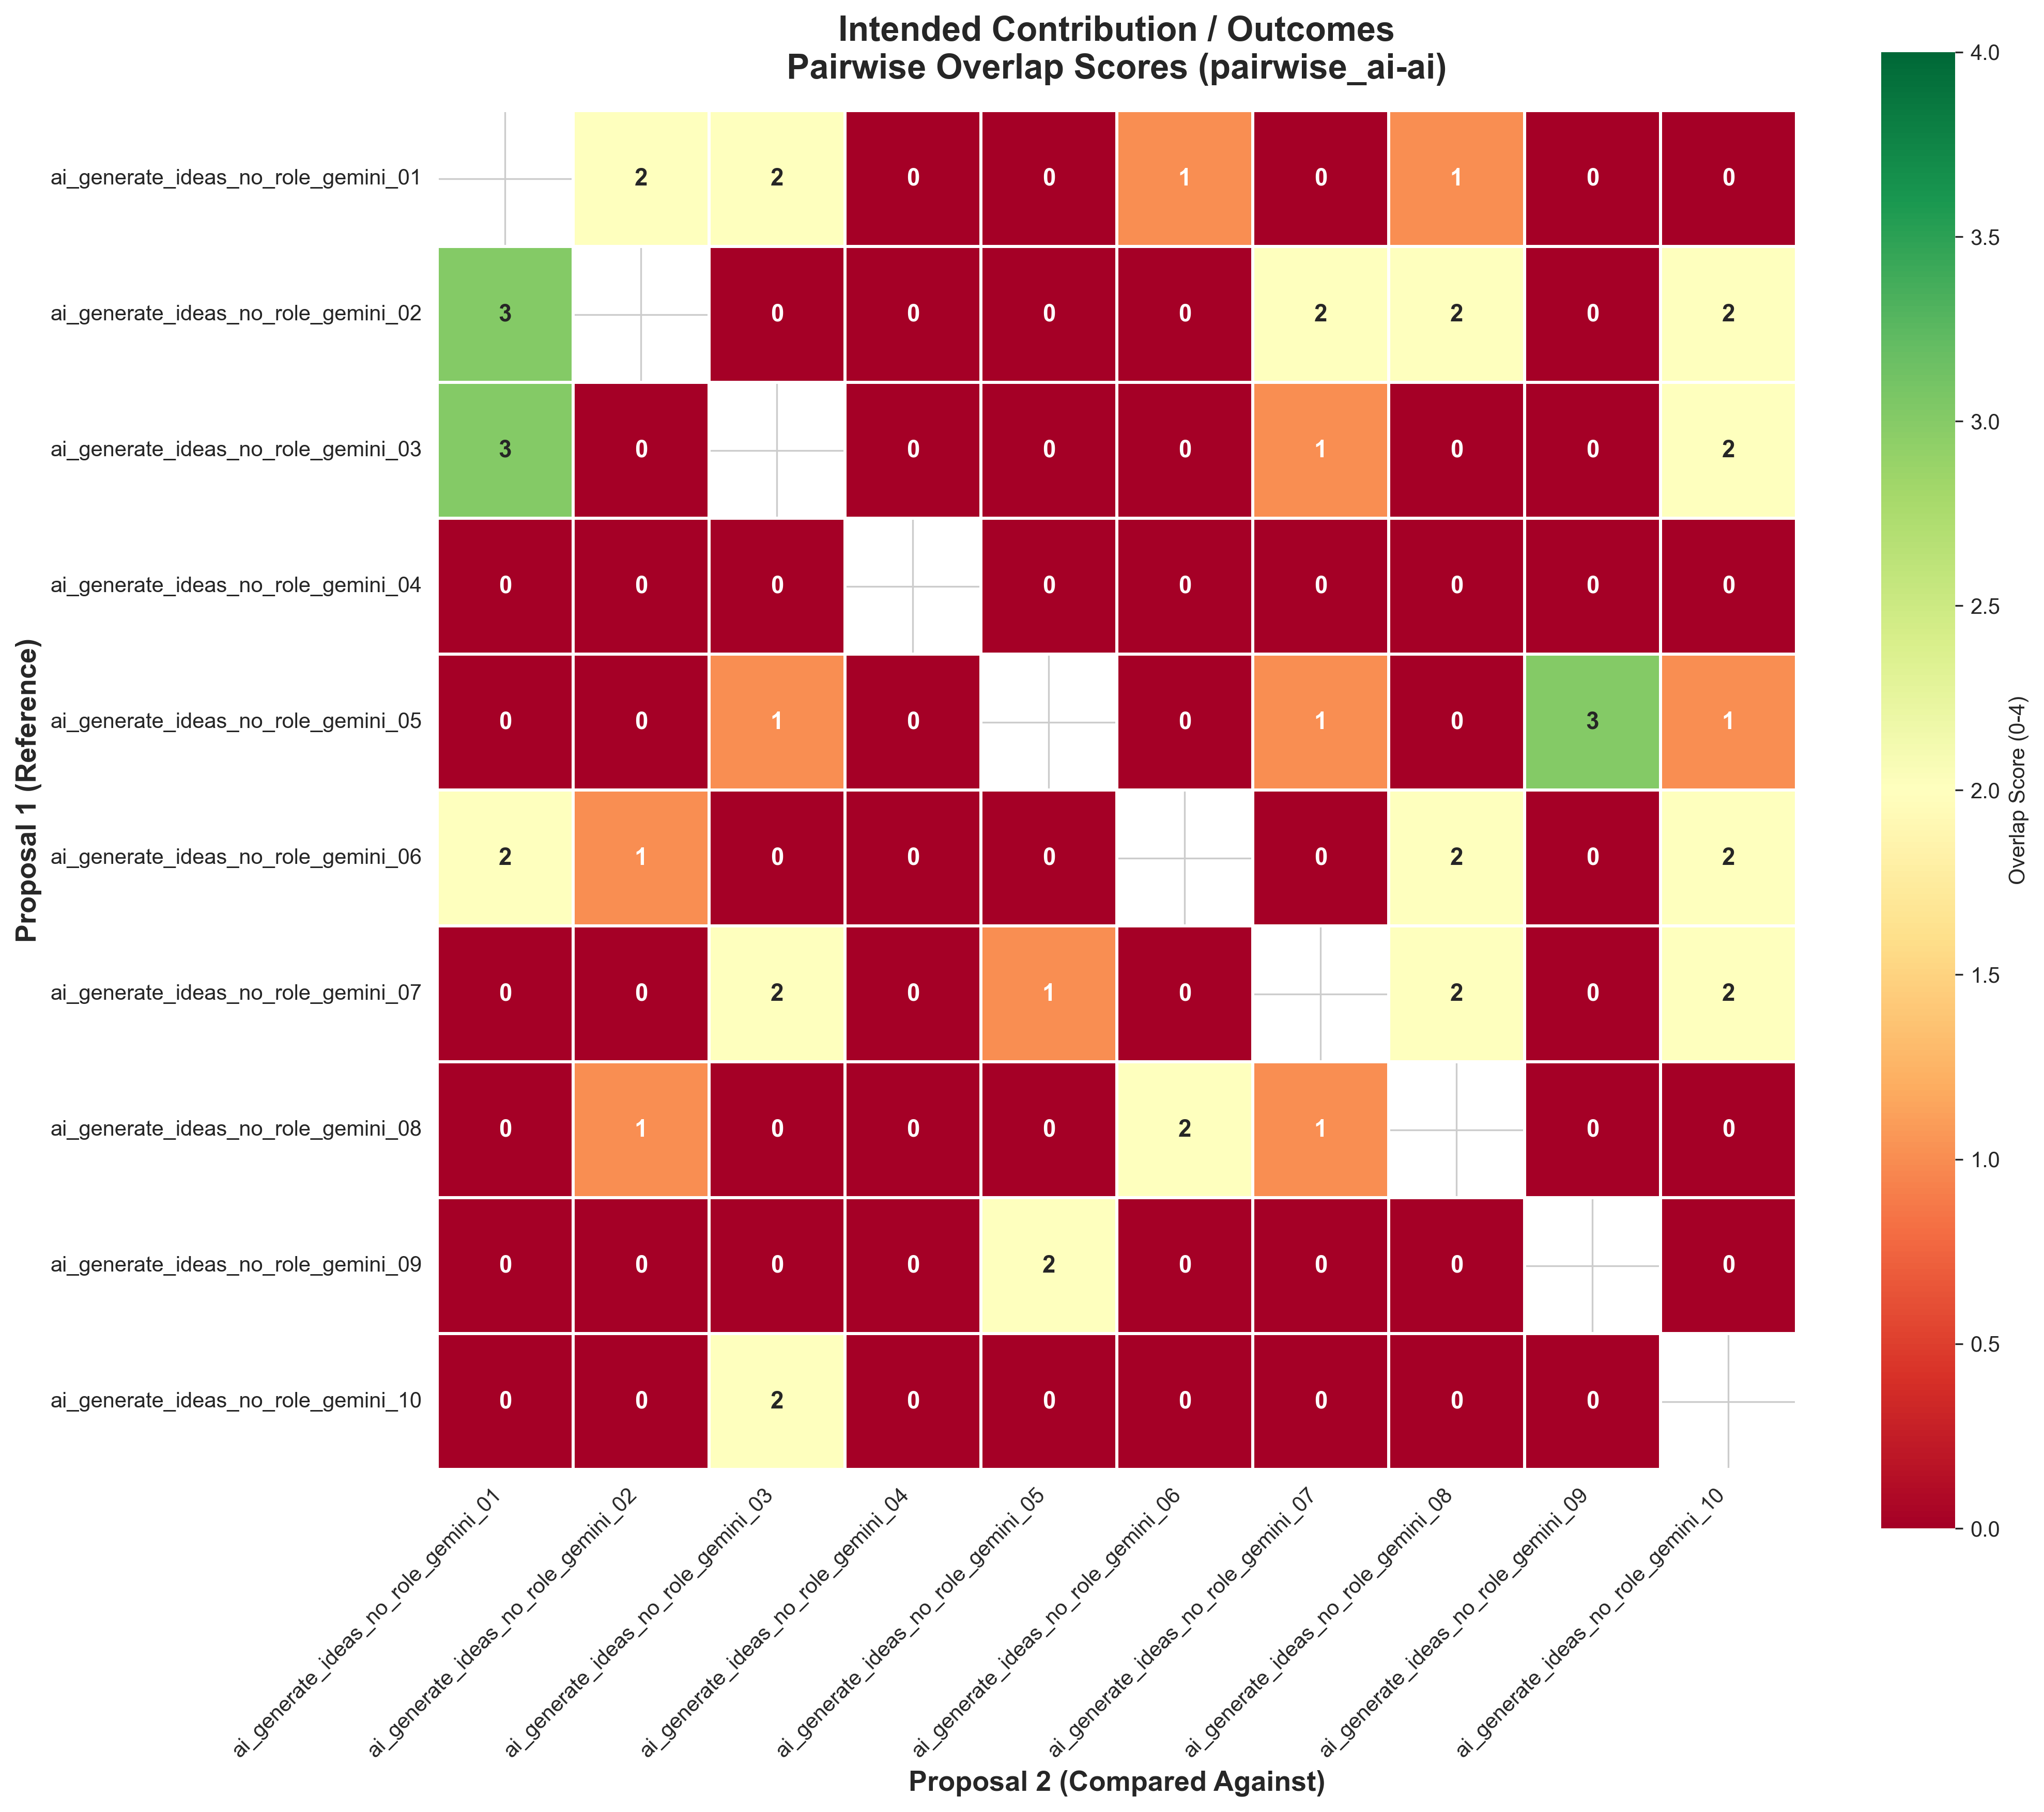 Intended Contribution / Outcomes
Pairwise Overlap Scores (pairwise_ai-ai)
Proposal 1 (Reference)
ai_generate_ideas_no_role_gemini_01 2 2 0 0 1 0 1 0 0
ai_generate_ideas_no_role_gemini_02 3 0 0 0 0 2 2 0 2
ai_generate_ideas_no_role_gemini_03 3 0 0 0 0 1 0 0 2
ai_generate_ideas_no_role_gemini_04 0 0 0 0 0 0 0 0 0
ai_generate_ideas_no_role_gemini_05 0 0 1 0 0 1 0 3 1
ai_generate_ideas_no_role_gemini_06 2 1 0 0 0 0 2 0 2
ai_generate_ideas_no_role_gemini_07 0 0 2 0 1 0 2 0 2
ai_generate_ideas_no_role_gemini_08 0 1 0 0 0 2 1 0 0
ai_generate_ideas_no_role_gemini_09 0 0 0 0 2 0 0 0 0
ai_generate_ideas_no_role_gemini_10 0 0 2 0 0 0 0 0 0
ai_generate_ideas_no_role_gemini_01
ai_generate_ideas_no_role_gemini_02
ai_generate_ideas_no_role_gemini_03
ai_generate_ideas_no_role_gemini_04
ai_generate_ideas_no_role_gemini_05
ai_generate_ideas_no_role_gemini_06
ai_generate_ideas_no_role_gemini_07
ai_generate_ideas_no_role_gemini_08
ai_generate_ideas_no_role_gemini_09
ai_generate_ideas_no_role_gemini_10
Proposal 2 (Compared Against)
4.0
3.5
3.0
2.5
2.0
1.5
1.0
0.5
0.0
Overlap Score (0-4)